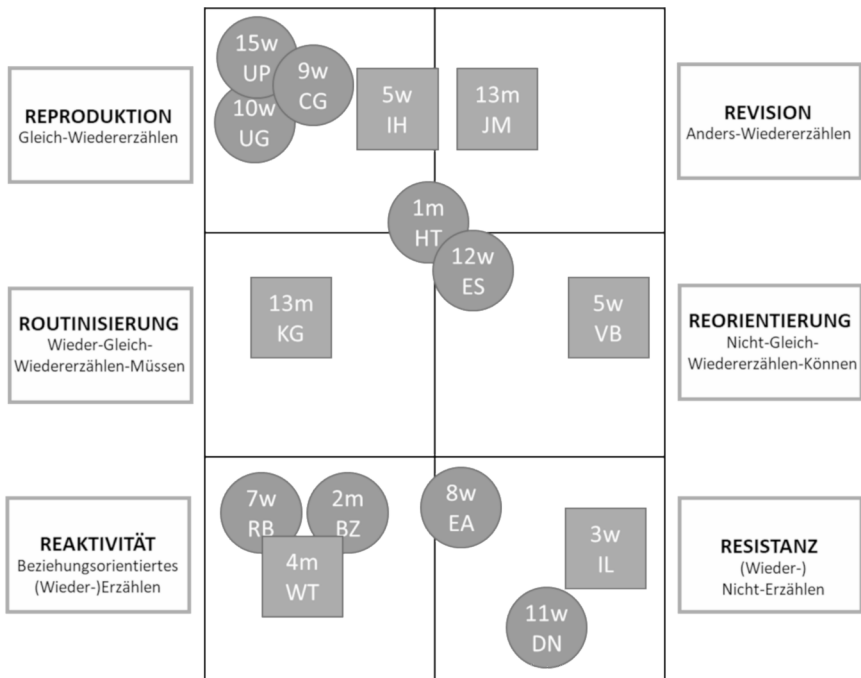 REPRODUKTION
Gleich-Wiedererzählen
15w
UP
9w
CG
10w
UG
5w
IH
13m
JM
REVISION
Anders-Wiedererzählen
1m
HT
12w
ES
ROUTINISIERUNG
Wieder-Gleich-
Wiedererzählen-Müssen
13m
KG
5w
VB
REORIENTIERUNG
Nicht-Gleich-
Wiedererzählen-Können
REAKTIVITÄT
Beziehungsorientiertes
(Wieder-)Erzählen
7w
RB
2m
BZ
4m
WT
8w
EA
3w
IL
11w
DN
RESISTANZ
(Wieder-)
Nicht-Erzählen